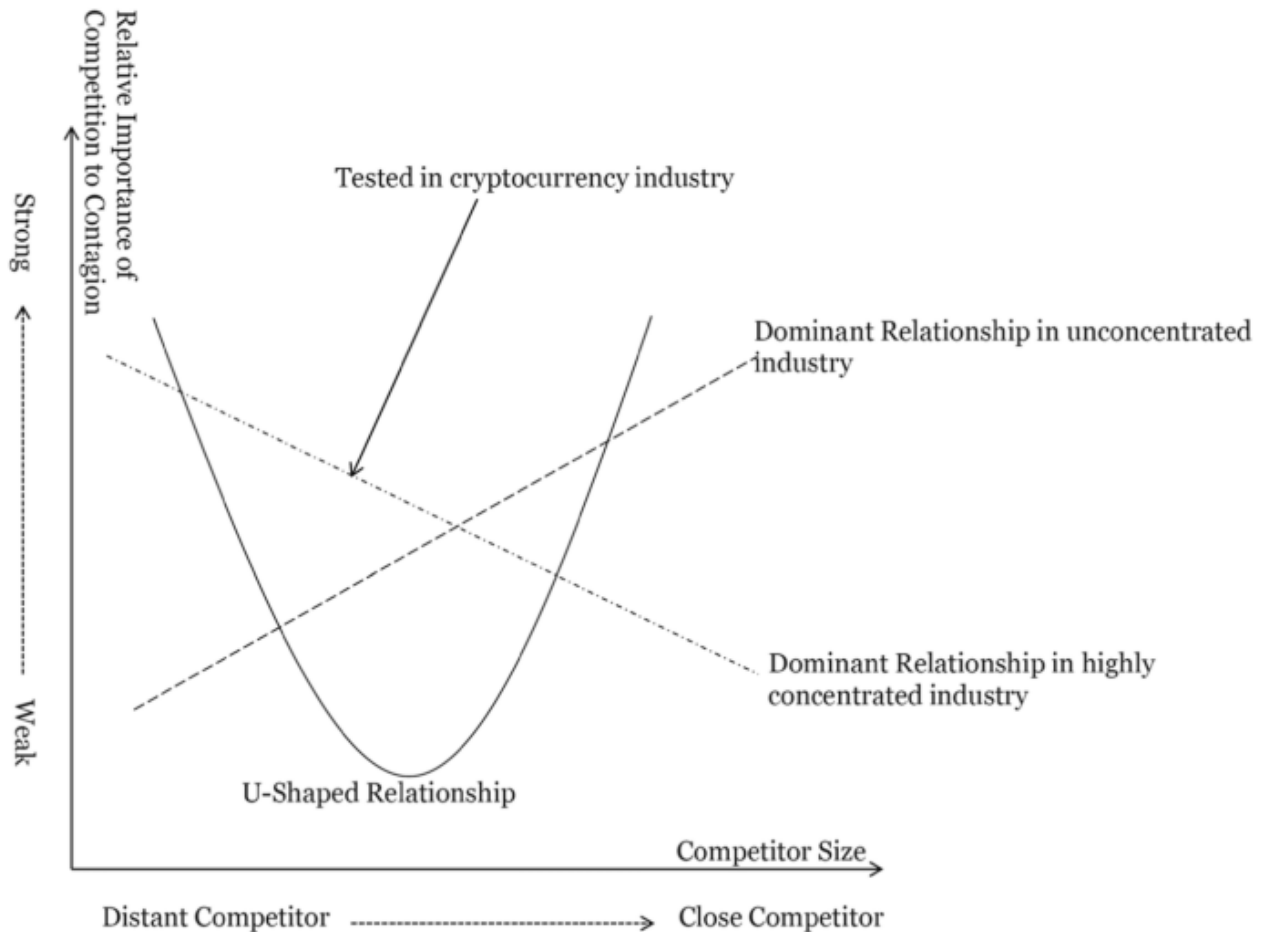 Relative Importance of
Competition to Contagion
Strong
Weak
Tested in cryptocurrency industry
Dominant Relationship in unconcentrated
industry
Dominant Relationship in highly
concentrated industry
U-Shaped Relationship
Competitor Size
Distant Competitor
Close Competitor